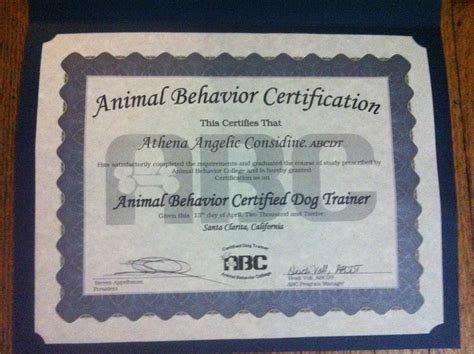 Animal Behavior Certification
This Certifies That
Athena Angelic Considine, ABCDT
Has satisfactorily completed the requirements and graduated the course of study prescribed by
Animal Behavior College and is hereby granted
Certification as an
ABC
Animal Behavior Certified Dog Trainer
Given this 13th day of April, Two Thousand and Twelve
Santa Clarita, California
Certified Dog Trainer
ABC
Animal Behavior College
Steven Appelbaum
President
ABCDT
ABC Program Manager